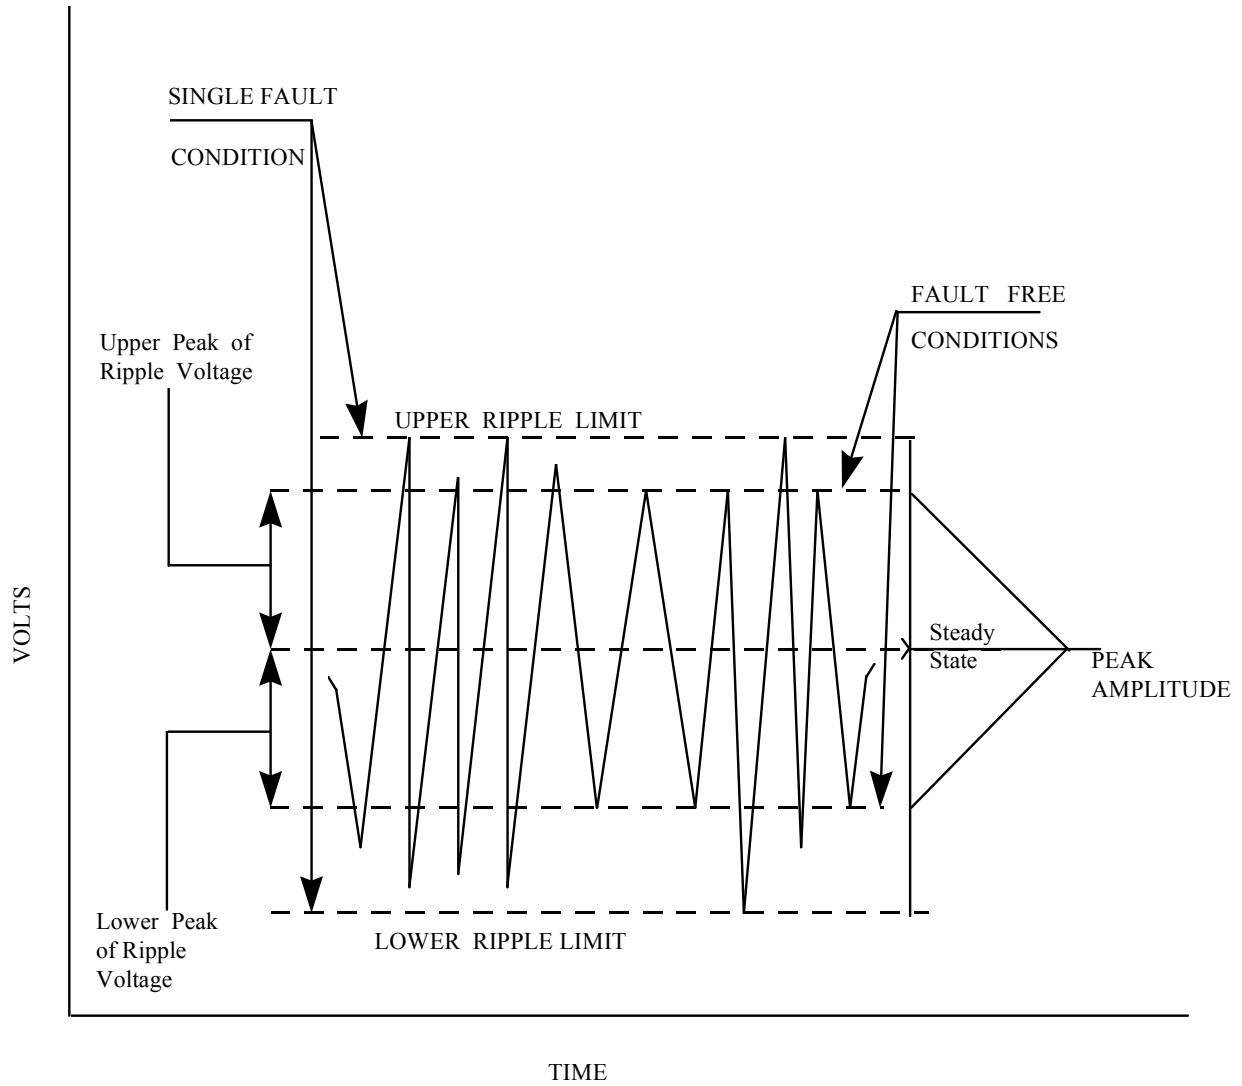 SINGLE FAULT
CONDITION
FAULT FREE
CONDITIONS
Upper Peak of
Ripple Voltage
UPPER RIPPLE LIMIT
VOLTS
Steady
State
PEAK
AMPLITUDE
Lower Peak
of Ripple
Voltage
LOWER RIPPLE LIMIT
TIME